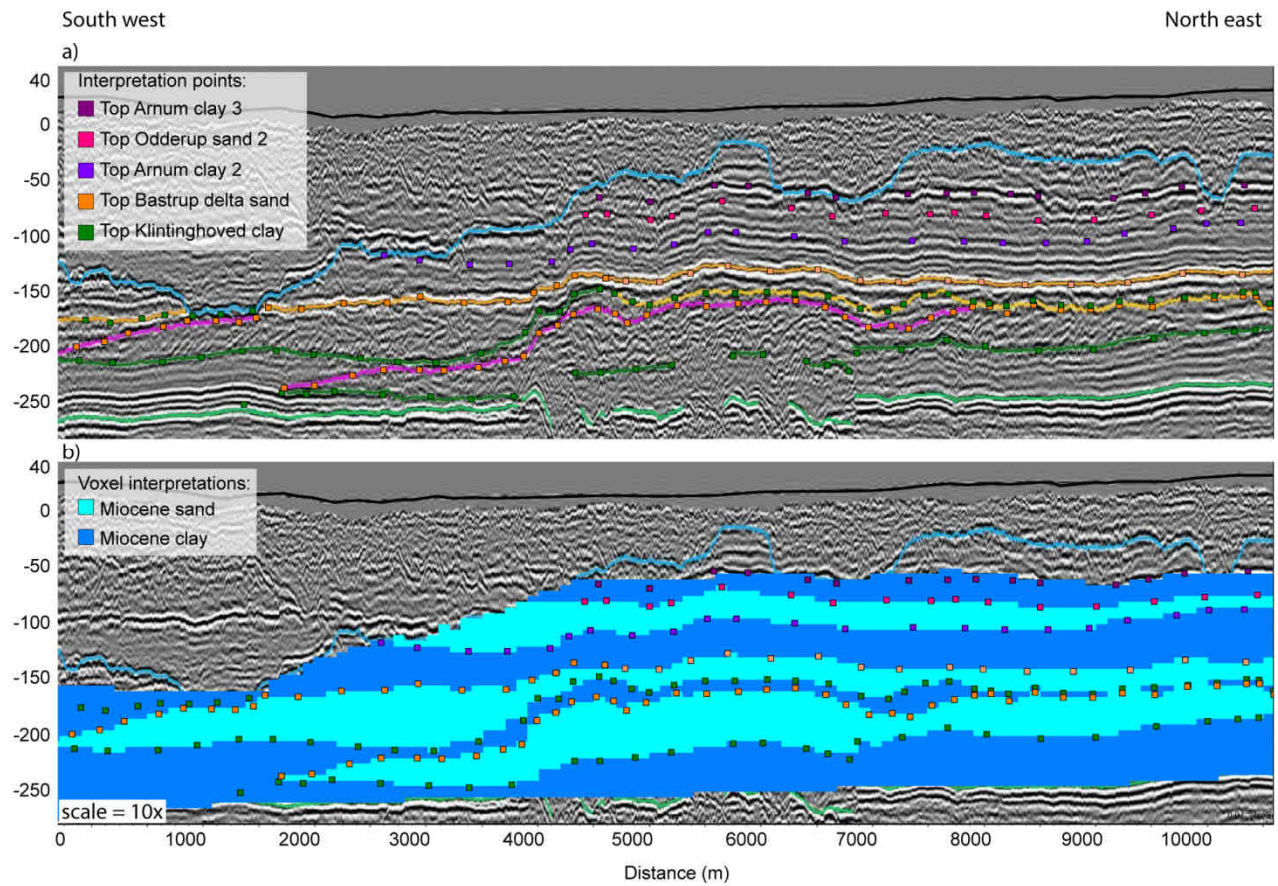 South west
North east
a)
Interpretation points:
Top Arnum clay 3
Top Odderup sand 2
Top Arnum clay 2
Top Bastrup delta sand
Top Klintinghoved clay
40
0
-50
-100
-150
-200
-250
b)
Voxel interpretations:
Miocene sand
Miocene clay
40
0
-50
-100
-150
-200
-250
scale = 10x
0 1000 2000 3000 4000 5000 6000 7000 8000 9000 10000
Distance (m)